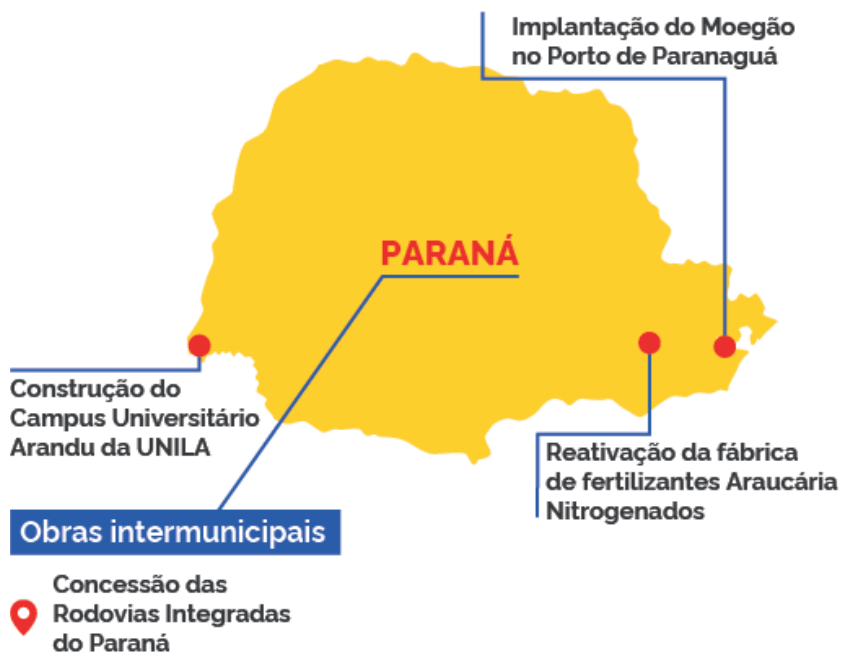 Implantação do Moegão
no Porto de Paranaguá
PARANÁ
Construção do
Campus Universitário
Arandu da UNILA
Reativação da fábrica
de fertilizantes Araucária
Nitrogenados
Obras intermunicipais
Concessão das
Rodovias Integradas
do Paraná